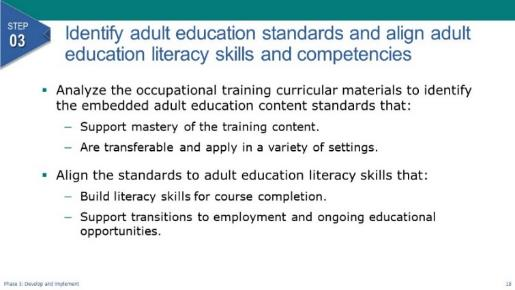 STEP
03
Identify adult education standards and align adult
education literacy skills and competencies
Analyze the occupational training curricular materials to identify
the embedded adult education content standards that:
– Support mastery of the training content.
– Are transferable and apply in a variety of settings.
Align the standards to adult education literacy skills that:
– Build literacy skills for course completion.
– Support transitions to employment and ongoing educational
opportunities.
Phase 3: Develop and Implement
18